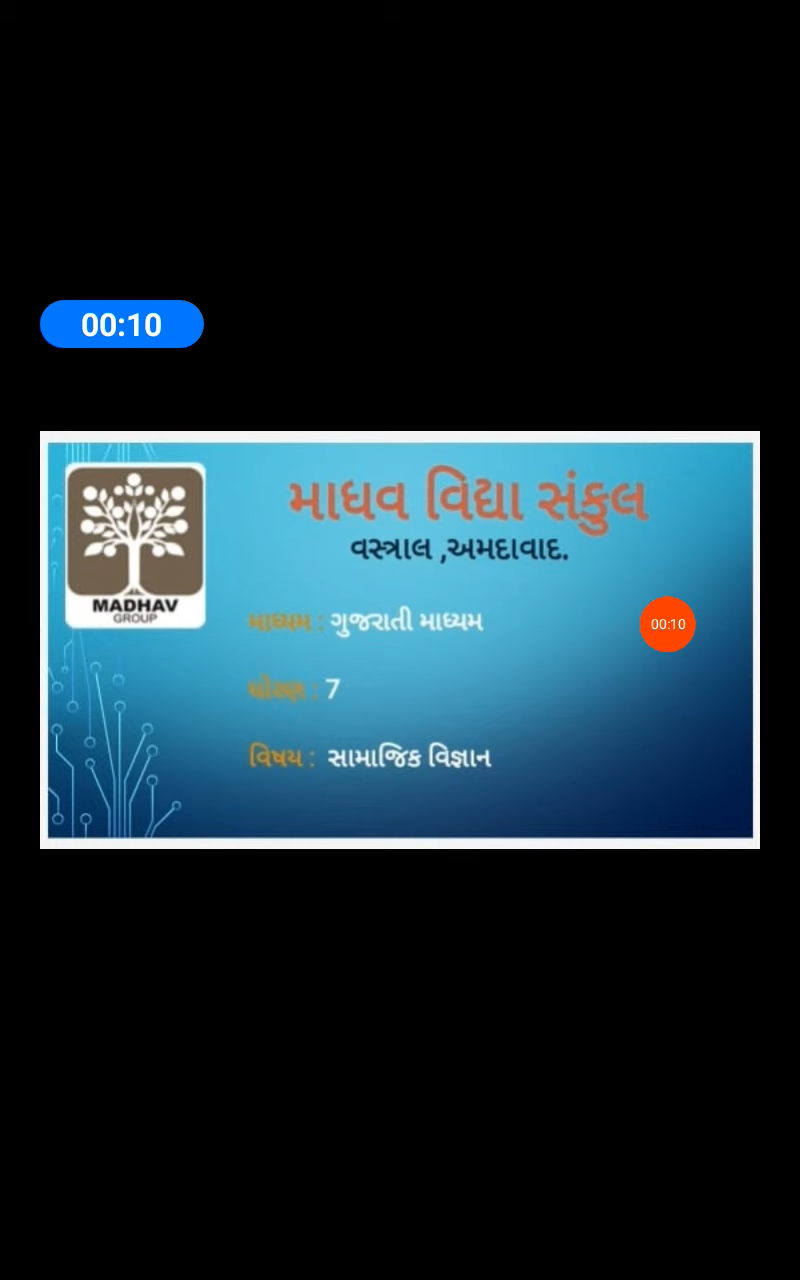 00:10
માધવ વિદ્યા સંકુલ
વસ્ત્રાલ ,અમદાવાદ.
MADHAV
GROUP
માધ્યમ : ગુજરાતી માધ્યમ
00:10
ધોરણ : 7
વિષય : સામાજિક વિજ્ઞાન